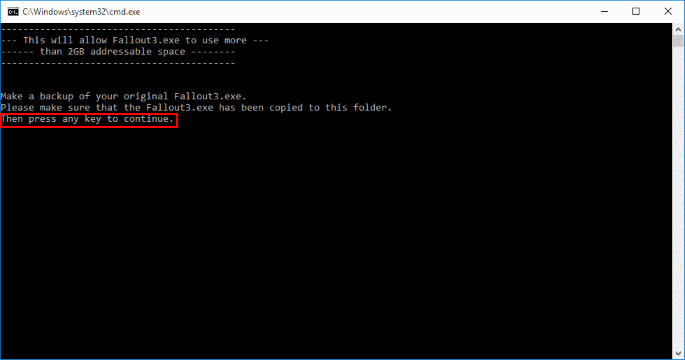 C:\Windows\system32\cmd.exe
------------------------------------------
--- This will allow Fallout3.exe to use more ---
------ than 2GB addressable space --------
------------------------------------------
Make a backup of your original Fallout3.exe.
Please make sure that the Fallout3.exe has been copied to this folder.
Then press any key to continue.